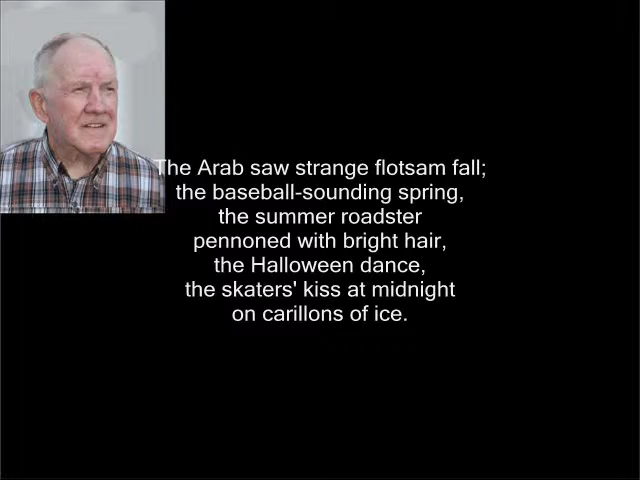 The Arab saw strange flotsam fall;
the baseball-sounding spring,
the summer roadster
pennoned with bright hair,
the Halloween dance,
the skaters' kiss at midnight
on carillons of ice.